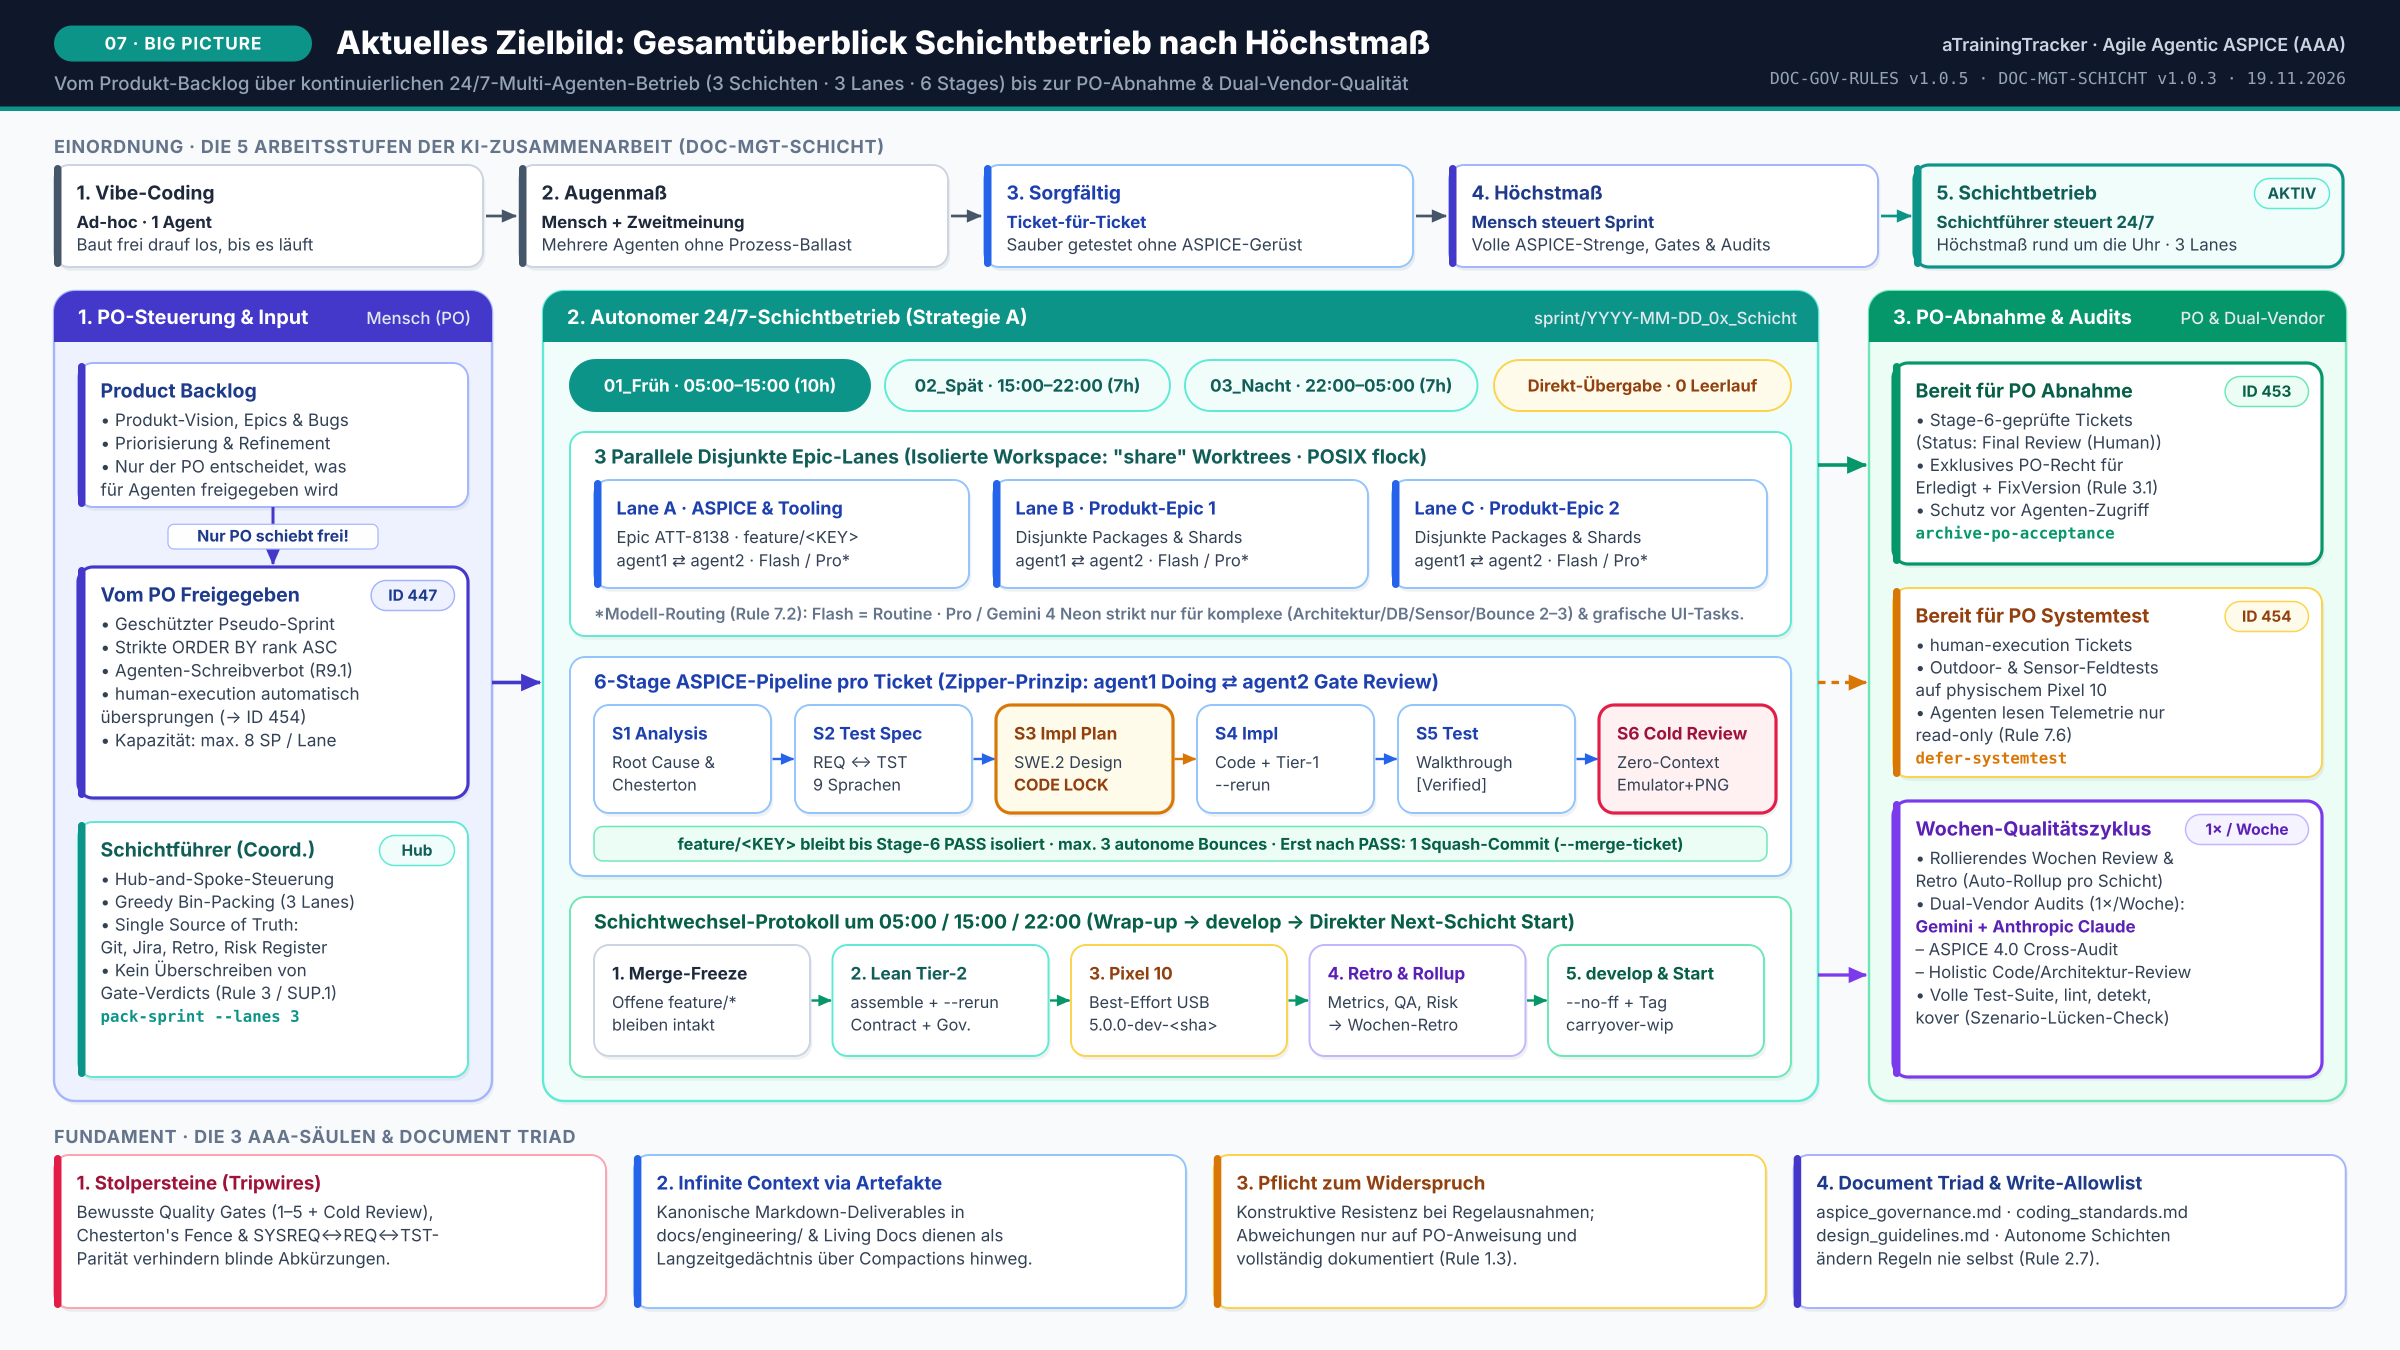 07 · BIG PICTURE
Aktuelles Zielbild: Gesamtüberblick Schichtbetrieb nach Höchstmaß
Vom Produkt-Backlog über kontinuierlichen 24/7-Multi-Agenten-Betrieb (3 Schichten · 3 Lanes · 6 Stages) bis zur PO-Abnahme & Dual-Vendor-Qualität
aTrainingTracker · Agile Agentic ASPICE (AAA)
DOC-GOV-RULES v1.0.5 · DOC-MGT-SCHICHT v1.0.3 · 19.11.2026
EINORDNUNG · DIE 5 ARBEITSSTUFEN DER KI-ZUSAMMENARBEIT (DOC-MGT-SCHICHT)
1. Vibe-Coding
Ad-hoc · 1 Agent
Baut frei drauf los, bis es läuft
2. Augenmaß
Mensch + Zweitmeinung
Mehrere Agenten ohne Prozess-Ballast
3. Sorgfältig
Ticket-für-Ticket
Sauber getestet ohne ASPICE-Gerüst
4. Höchstmaß
Mensch steuert Sprint
Volle ASPICE-Strenge, Gates & Audits
5. Schichtbetrieb
AKTIV
Schichtführer steuert 24/7
Höchstmaß rund um die Uhr · 3 Lanes
1. PO-Steuerung & Input
Mensch (PO)
Product Backlog
• Produkt-Vision, Epics & Bugs
• Priorisierung & Refinement
• Nur der PO entscheidet, was
für Agenten freigegeben wird
Nur PO schiebt frei!
Vom PO Freigegeben
ID 447
• Geschützter Pseudo-Sprint
• Strikte ORDER BY rank ASC
• Agenten-Schreibverbot (R9.1)
• human-execution automatisch
übersprungen (→ ID 454)
• Kapazität: max. 8 SP / Lane
Schichtführer (Coord.)
Hub
• Hub-and-Spoke-Steuerung
• Greedy Bin-Packing (3 Lanes)
• Single Source of Truth:
Git, Jira, Retro, Risk Register
• Kein Überschreiben von
Gate-Verdicts (Rule 3 / SUP.1)
pack-sprint --lanes 3
2. Autonomer 24/7-Schichtbetrieb (Strategie A)
sprint/YYYY-MM-DD_0x_Schicht
01_Früh · 05:00–15:00 (10h)
02_Spät · 15:00–22:00 (7h)
03_Nacht · 22:00–05:00 (7h)
Direkt-Übergabe · 0 Leerlauf
3 Parallele Disjunkte Epic-Lanes (Isolierte Workspace: "share" Worktrees · POSIX flock)
Lane A · ASPICE & Tooling
Epic ATT-8138 · feature/<KEY>
agent1 ⇄ agent2 · Flash / Pro*
Lane B · Produkt-Epic 1
Disjunkte Packages & Shards
agent1 ⇄ agent2 · Flash / Pro*
Lane C · Produkt-Epic 2
Disjunkte Packages & Shards
agent1 ⇄ agent2 · Flash / Pro*
*Modell-Routing (Rule 7.2): Flash = Routine · Pro / Gemini 4 Neon strikt nur für komplexe (Architektur/DB/Sensor/Bounce 2–3) & grafische UI-Tasks.
6-Stage ASPICE-Pipeline pro Ticket (Zipper-Prinzip: agent1 Doing ⇄ agent2 Gate Review)
S1 Analysis
Root Cause &
Chesterton
S2 Test Spec
REQ ↔ TST
9 Sprachen
S3 Impl Plan
SWE.2 Design
CODE LOCK
S4 Impl
Code + Tier-1
--rerun
S5 Test
Walkthrough
[Verified]
S6 Cold Review
Zero-Context
Emulator+PNG
feature/<KEY> bleibt bis Stage-6 PASS isoliert · max. 3 autonome Bounces · Erst nach PASS: 1 Squash-Commit (--merge-ticket)
Schichtwechsel-Protokoll um 05:00 / 15:00 / 22:00 (Wrap-up → develop → Direkter Next-Schicht Start)
1. Merge-Freeze
Offene feature/*
bleiben intakt
2. Lean Tier-2
assemble + --rerun
Contract + Gov.
3. Pixel 10
Best-Effort USB
5.0.0-dev-<sha>
4. Retro & Rollup
Metrics, QA, Risk
→ Wochen-Retro
5. develop & Start
--no-ff + Tag
carryover-wip
3. PO-Abnahme & Audits
PO & Dual-Vendor
Bereit für PO Abnahme
ID 453
• Stage-6-geprüfte Tickets
(Status: Final Review (Human))
• Exklusives PO-Recht für
Erledigt + FixVersion (Rule 3.1)
• Schutz vor Agenten-Zugriff
archive-po-acceptance
Bereit für PO Systemtest
ID 454
• human-execution Tickets
• Outdoor- & Sensor-Feldtests
auf physischem Pixel 10
• Agenten lesen Telemetrie nur
read-only (Rule 7.6)
defer-systemtest
Wochen-Qualitätszyklus
1× / Woche
• Rollierendes Wochen Review &
Retro (Auto-Rollup pro Schicht)
• Dual-Vendor Audits (1×/Woche):
Gemini + Anthropic Claude
– ASPICE 4.0 Cross-Audit
– Holistic Code/Architektur-Review
• Volle Test-Suite, lint, detekt,
kover (Szenario-Lücken-Check)
FUNDAMENT · DIE 3 AAA-SÄULEN & DOCUMENT TRIAD
1. Stolpersteine (Tripwires)
Bewusste Quality Gates (1–5 + Cold Review),
Chesterton's Fence & SYSREQ↔REQ↔TST-
Parität verhindern blinde Abkürzungen.
2. Infinite Context via Artefakte
Kanonische Markdown-Deliverables in
docs/engineering/ & Living Docs dienen als
Langzeitgedächtnis über Compactions hinweg.
3. Pflicht zum Widerspruch
Konstruktive Resistenz bei Regelausnahmen;
Abweichungen nur auf PO-Anweisung und
vollständig dokumentiert (Rule 1.3).
4. Document Triad & Write-Allowlist
aspice_governance.md · coding_standards.md
design_guidelines.md · Autonome Schichten
ändern Regeln nie selbst (Rule 2.7).